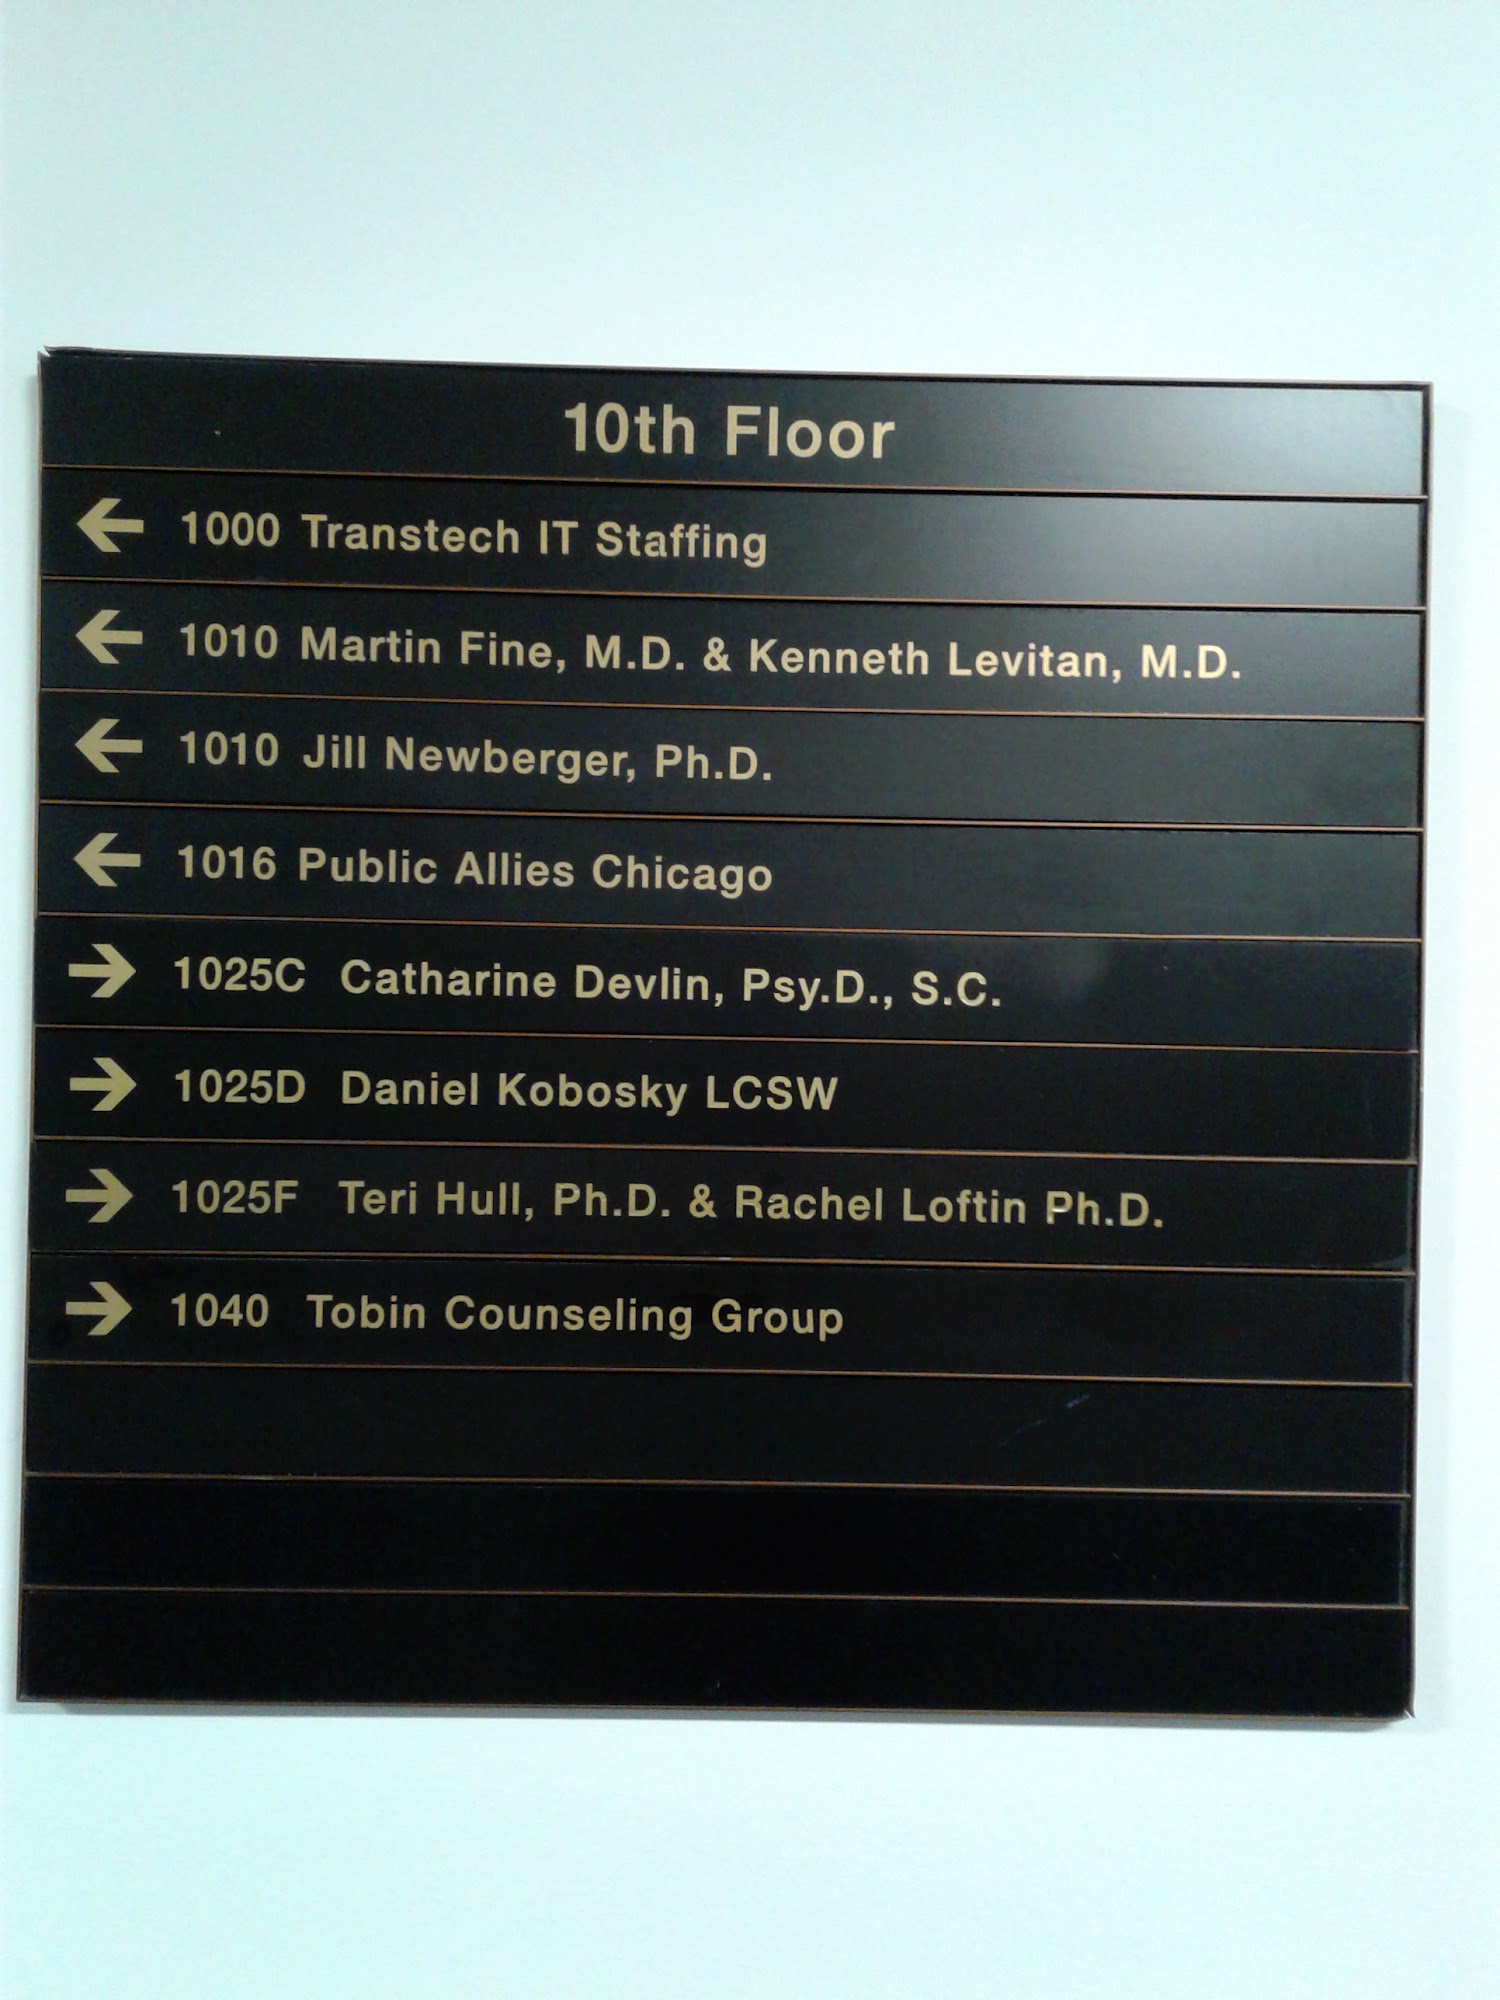 10th Floor
← 1000 Transtech IT Staffing
← 1010 Martin Fine, M.D. & Kenneth Levitan, M.D.
← 1010 Jill Newberger, Ph.D.
← 1016 Public Allies Chicago
→ 1025C Catharine Devlin, Psy.D., S.C.
→ 1025D Daniel Kobosky LCSW
→ 1025F Teri Hull, Ph.D. & Rachel Loftin Ph.D.
→ 1040 Tobin Counseling Group